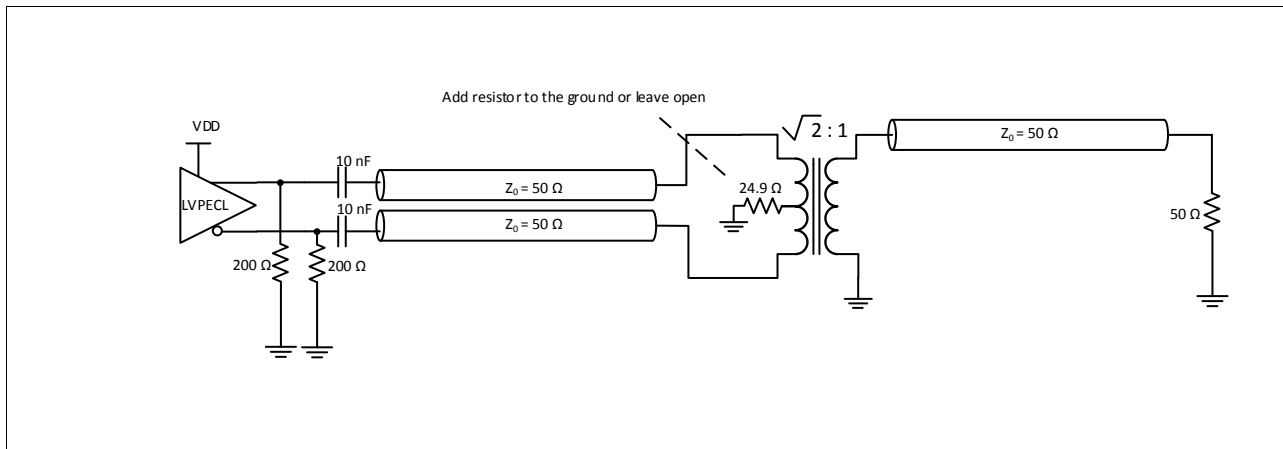 Add resistor to the ground or leave open
VDD
√2 : 1
10 nF
Z₀ = 50 Ω
Z₀ = 50 Ω
LVPECL
24.9 Ω
10 nF
Z₀ = 50 Ω
50 Ω
200 Ω
200 Ω